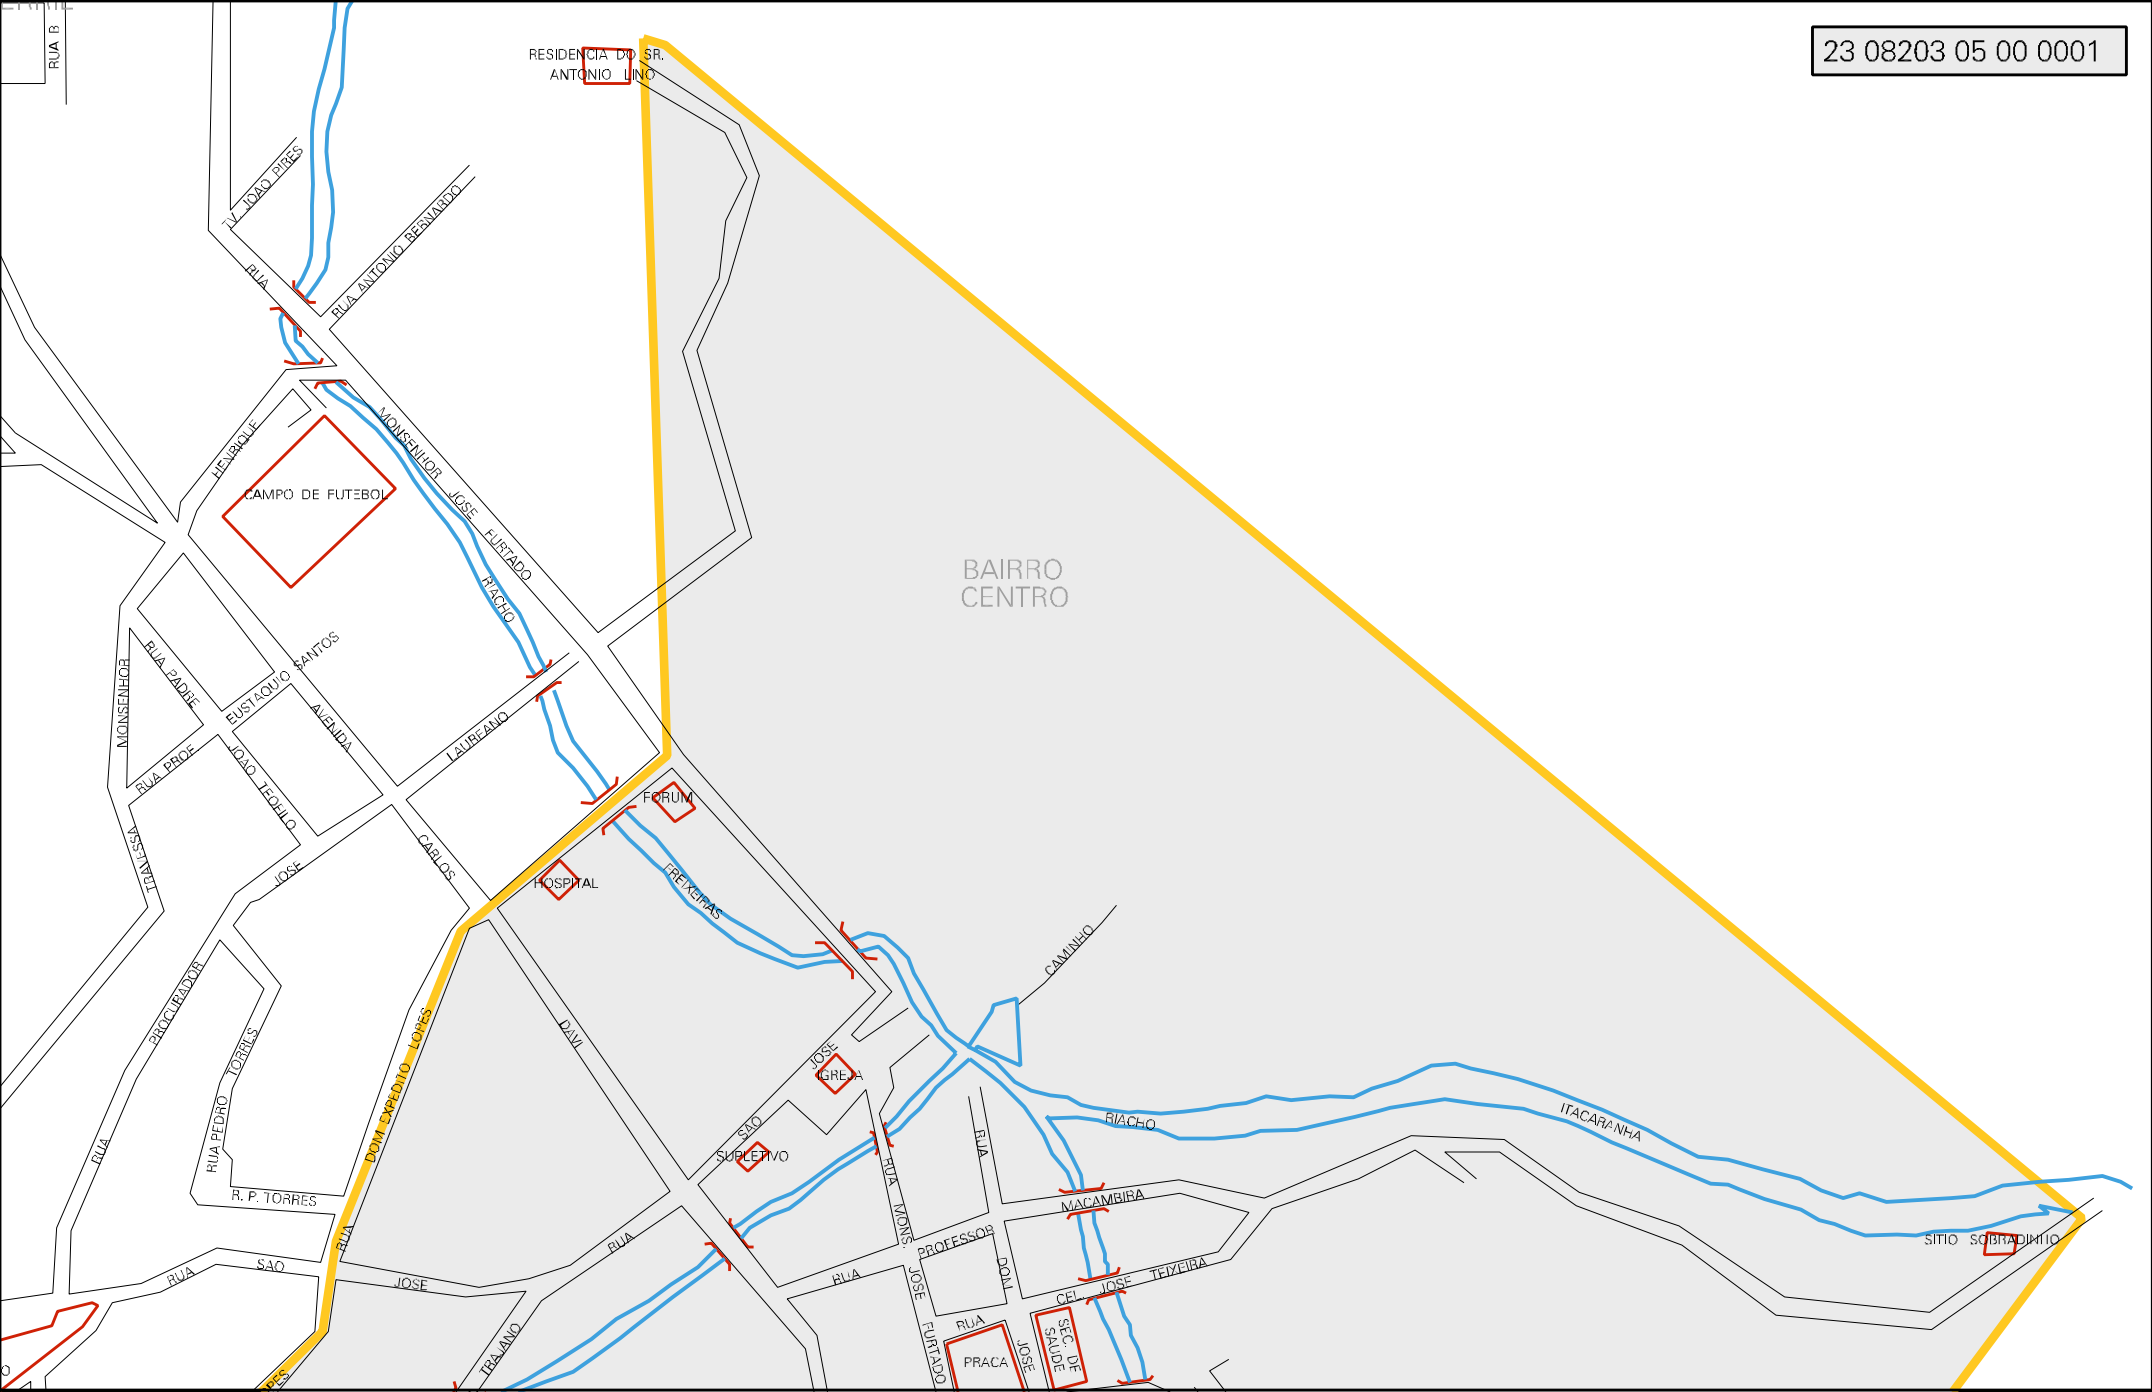 RUA B
RESIDENCIA DO SR.
ANTONIO LINO
23 08203 05 00 0001
TV. JOAO PIRES
RUA ANTONIO BERNARDO
RUA
MONSENHOR
JOSE FURTADO
HENRIQUE
CAMPO DE FUTEBOL
BAIRRO
CENTRO
RIACHO
RUA PADRE
EUSTAQUIO SANTOS
MONSENHOR
AVENIDA
LAUREANO
RUA PROF
JOAO TEOFILO
FORUM
TRAVESSA
JOSE
CARLOS
HOSPITAL
FREIXEIRAS
CAMINHO
PROCURADOR
DOM EXPEDITO LOPES
DAVI
TORRES
JOSE
IGREJA
RUA PEDRO
RIACHO
ITACARANHA
SAO
RUA
SUPLETIVO
RUA
RUA
R. P. TORRES
MACAMBIRA
MONS.
RUA
RUA
PROFESSOR
SITIO SOBRADINHO
SAO
RUA
JOSE
RUA
JOSE
DOM
CEL. JOSE TEIXEIRA
RUA
TRAJANO
FURTADO
PRACA
JOSE
SEC. DE
SAUDE